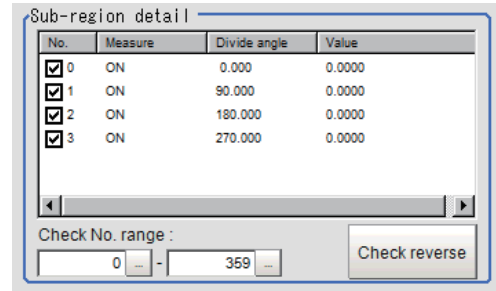 Sub-region detail
No. Measure Divide angle Value
0 ON 0.000 0.0000
1 ON 90.000 0.0000
2 ON 180.000 0.0000
3 ON 270.000 0.0000
Check No. range :
0 ... - 359 ... Check reverse